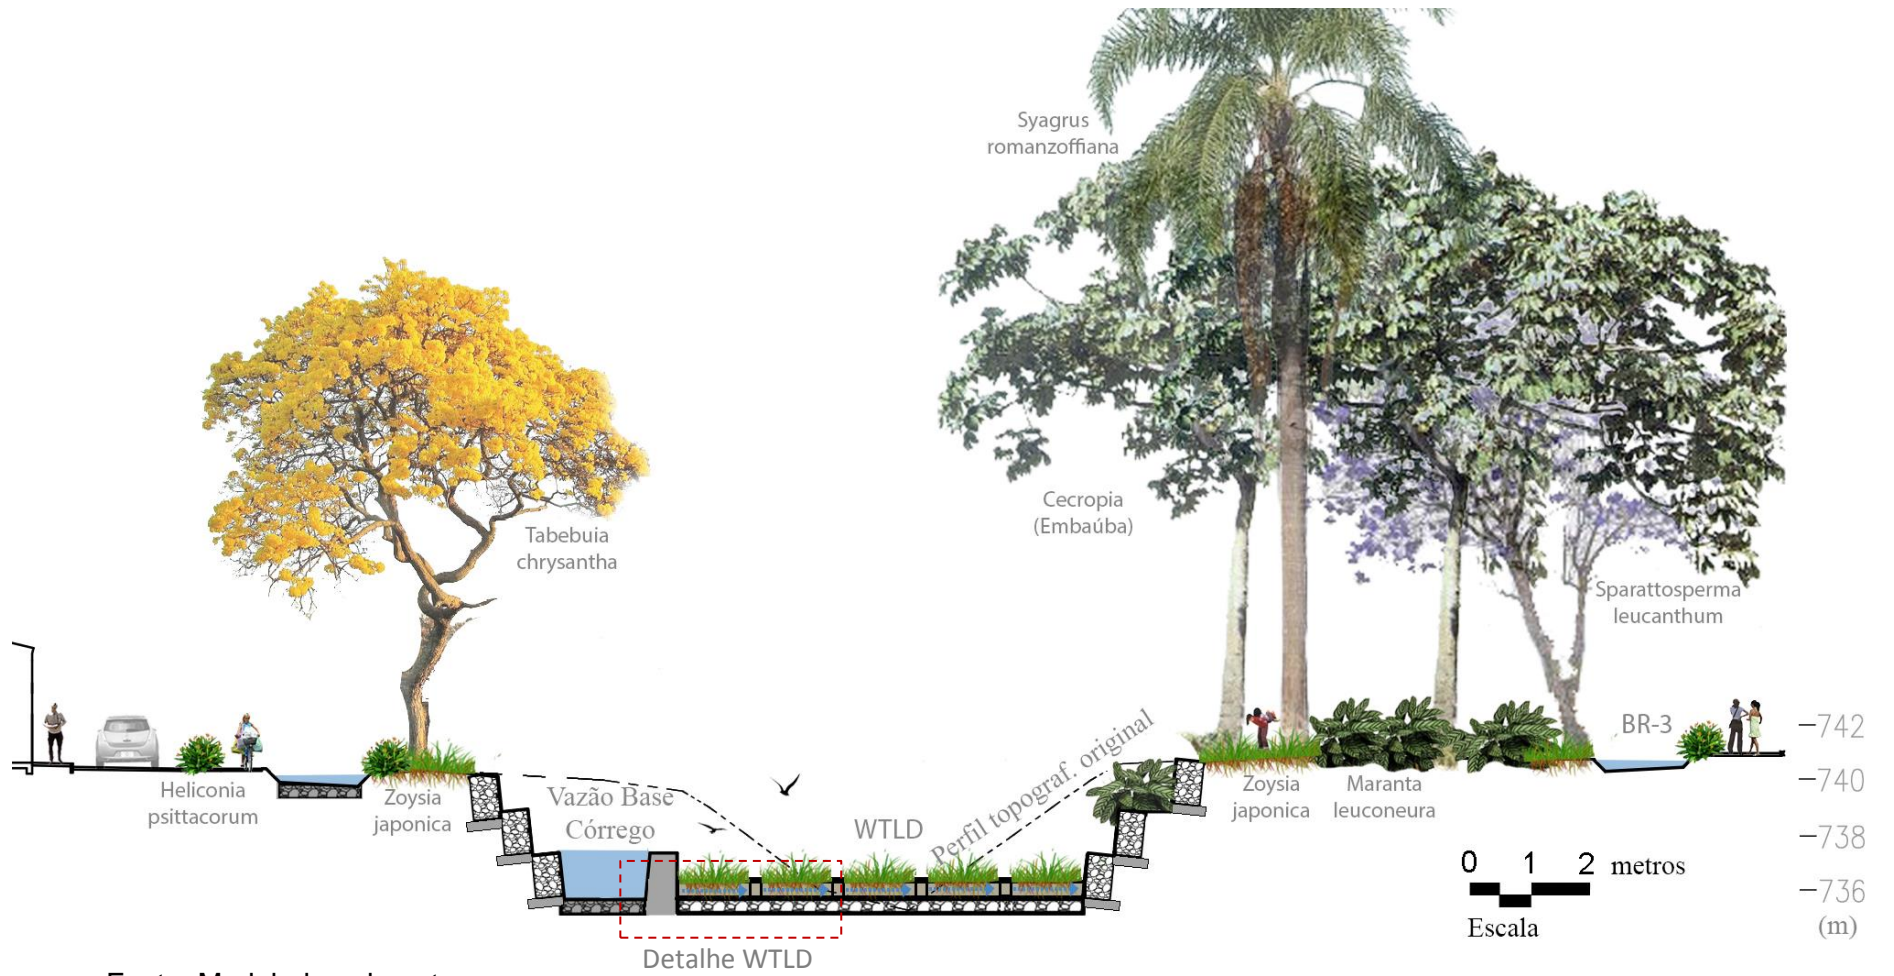 Syagrus
romanzoffiana
Cecropia
(Embaúba)
Tabebuia
chrysantha
Sparattosperma
leucanthum
Perfil topograf. original
BR-3
742
740
738
736
(m)
Heliconia
psittacorum
Zoysia
japonica
Vazão Base
Córrego
WTLD
Zoysia
japonica
Maranta
leuconeura
0 1 2 metros
Escala
Detalhe WTLD